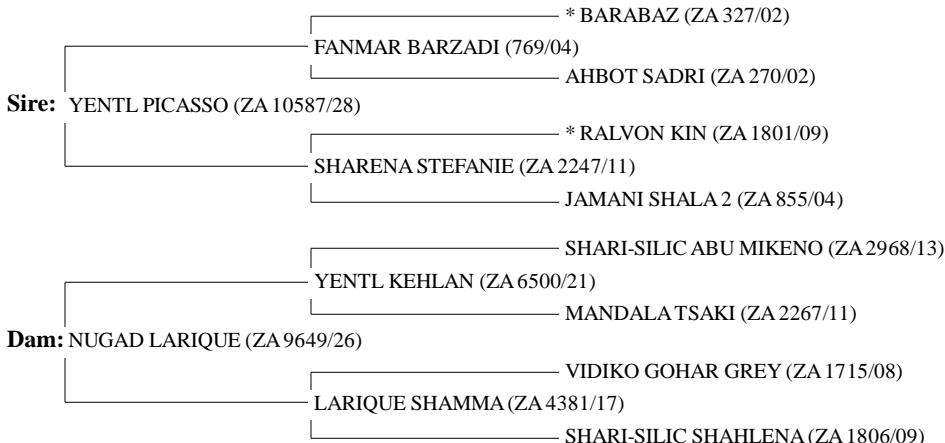 * BARABAZ (ZA 327/02)
FANMAR BARZADI (769/04)
AHBOT SADRI (ZA 270/02)
Sire: YENTL PICASSO (ZA 10587/28)
* RALVON KIN (ZA 1801/09)
SHARENA STEFANIE (ZA 2247/11)
JAMANI SHALA 2 (ZA 855/04)
SHARI-SILIC ABU MIKENO (ZA 2968/13)
YENTL KEHLAN (ZA 6500/21)
MANDALA TSAKI (ZA 2267/11)
Dam: NUGAD LARIQUE (ZA 9649/26)
VIDIKO GOHAR GREY (ZA 1715/08)
LARIQUE SHAMMA (ZA 4381/17)
SHARI-SILIC SHAHLENA (ZA 1806/09)